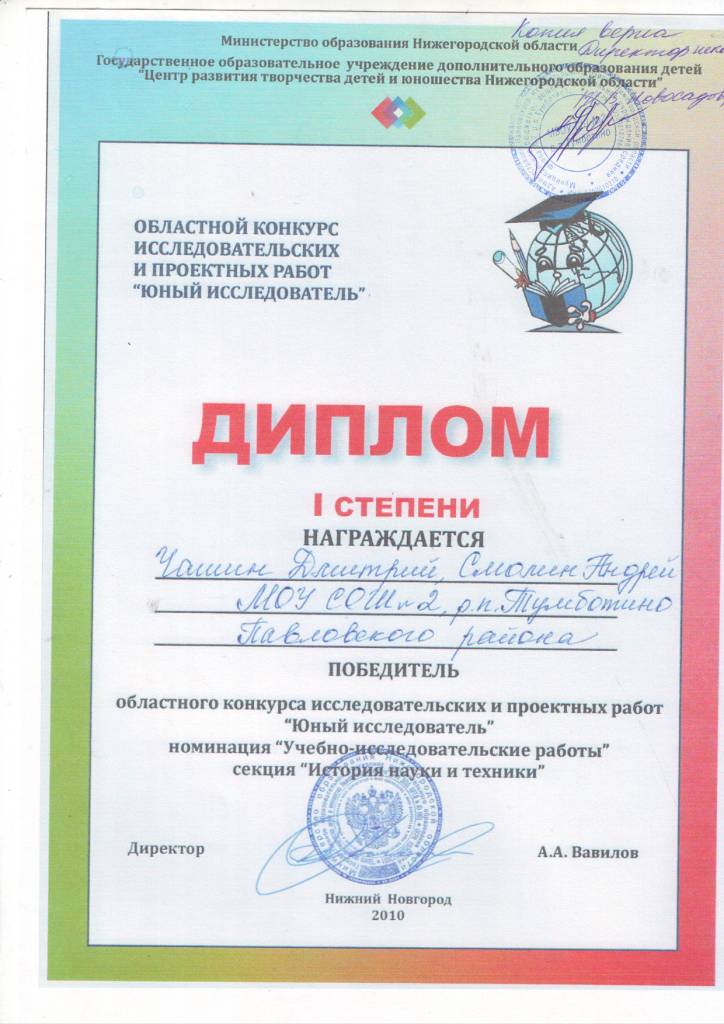 Копия верна
Министерство образования Нижегородской области
Директор
Государственное образовательное учреждение дополнительного образования детей
"Центр развития творчества детей и юношества Нижегородской области"
ОБЛАСТНОЙ КОНКУРС
ИССЛЕДОВАТЕЛЬСКИХ
И ПРОЕКТНЫХ РАБОТ
"ЮНЫЙ ИССЛЕДОВАТЕЛЬ"
ДИПЛОМ
I СТЕПЕНИ
НАГРАЖДАЕТСЯ
Чашин Дмитрий, Смолин Андрей
МОУ СОШ №2, р.п. Тумботино
Павловского района
ПОБЕДИТЕЛЬ
областного конкурса исследовательских и проектных работ
"Юный исследователь"
номинация "Учебно-исследовательские работы"
секция "История науки и техники"
Директор
А.А. Вавилов
Нижний Новгород
2010